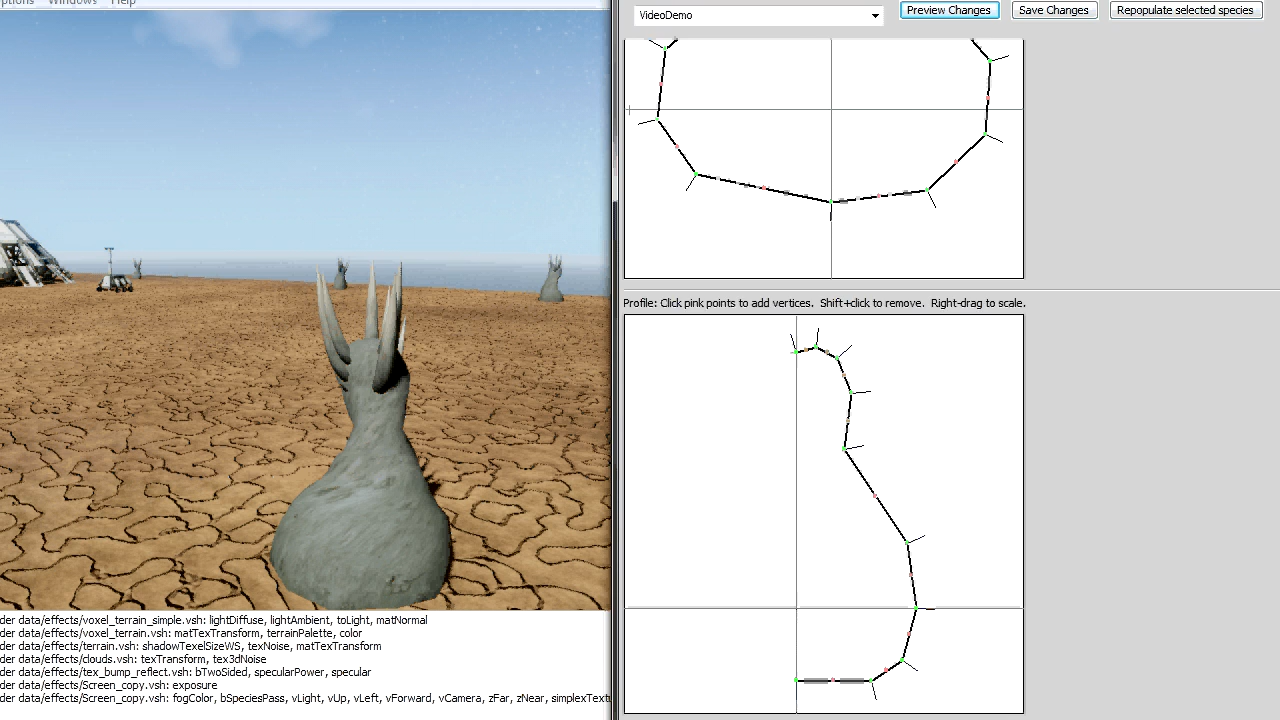 ptions Windows Help
VideoDemo
Preview Changes
Save Changes
Repopulate selected species
Profile: Click pink points to add vertices. Shift+click to remove. Right-drag to scale.
der data/effects/voxel_terrain_simple.vsh: lightDiffuse, lightAmbient, toLight, matNormal
der data/effects/voxel_terrain.vsh: matTexTransform, terrainPalette, color
der data/effects/terrain.vsh: shadowTexelSizeWS, texNoise, matTexTransform
der data/effects/clouds.vsh: texTransform, tex3dNoise
der data/effects/tex_bump_reflect.vsh: bTwoSided, specularPower, specular
der data/effects/Screen_copy.vsh: exposure
der data/effects/Screen_copy.vsh: fogColor, bSpeciesPass, vLight, vUp, vLeft, vForward, vCamera, zFar, zNear, simplexTextu